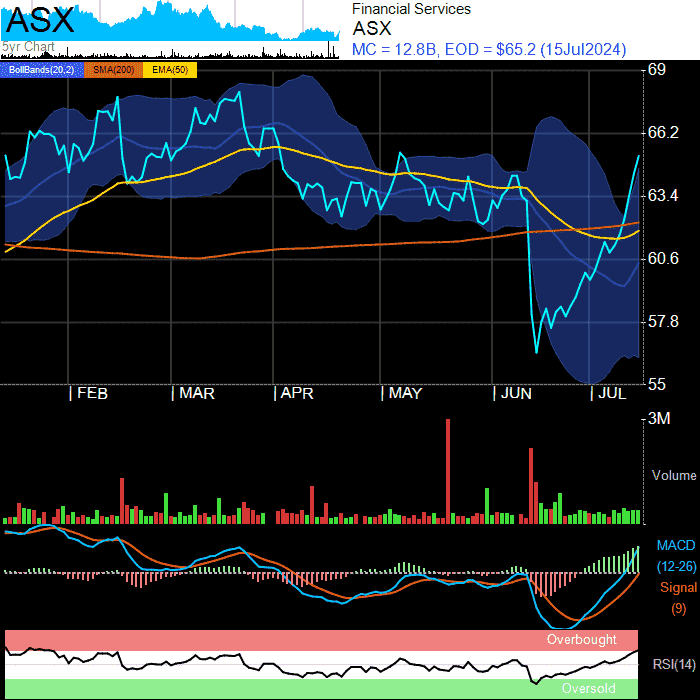 ASX
5yr Chart
Financial Services
ASX
MC = 12.8B, EOD = $65.2 (15Jul2024)
BollBands(20,2) SMA(200) EMA(50)
69
66.2
63.4
60.6
57.8
55
FEB MAR APR MAY JUN JUL
3M
Volume
MACD
(12-26)
Signal
(9)
Overbought
RSI(14)
Oversold